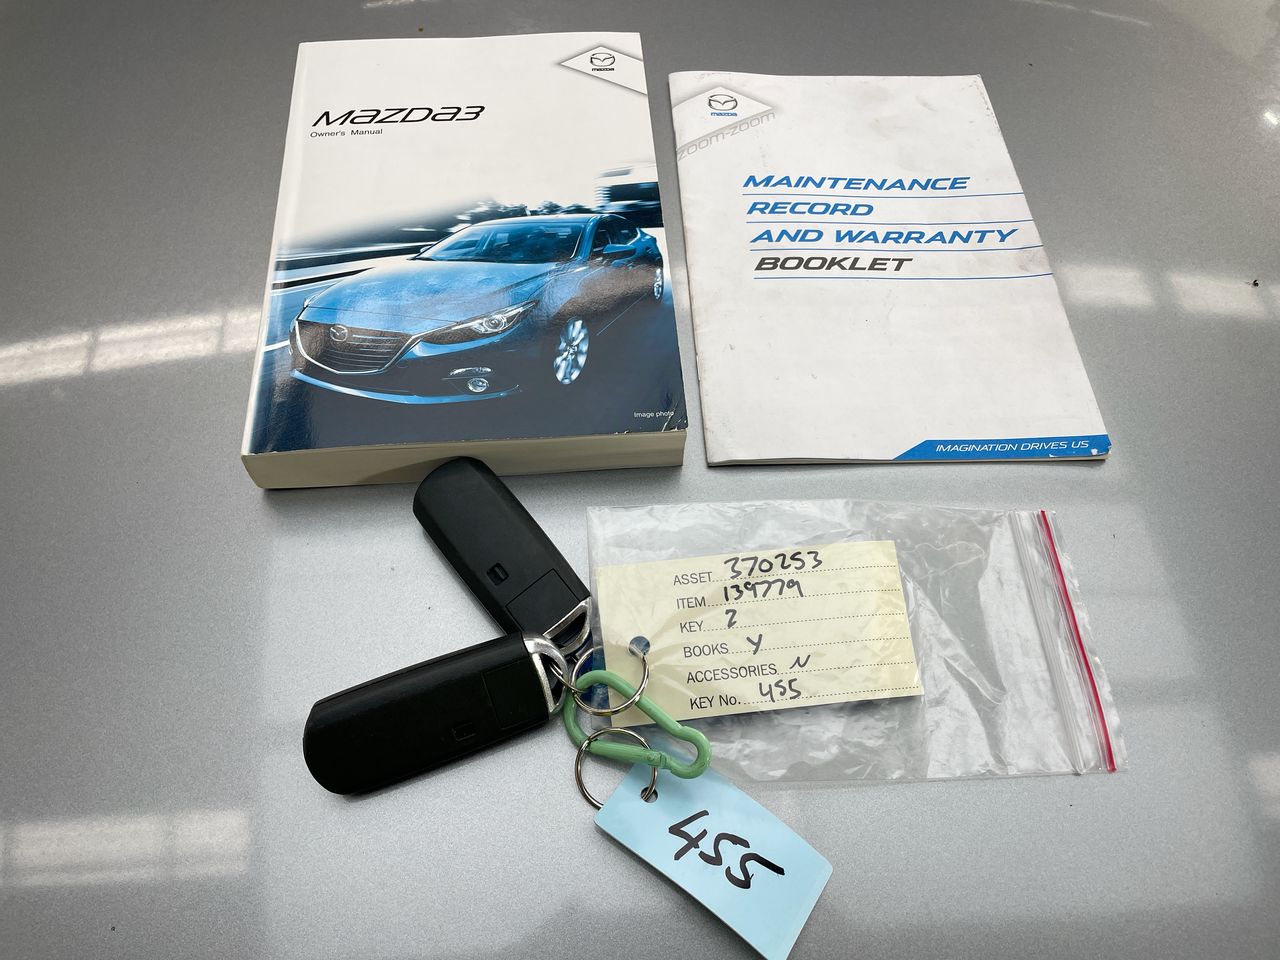 mazda
mazda3
Owner's Manual
Image photo
mazda
zoom-zoom
MAINTENANCE
RECORD
AND WARRANTY
BOOKLET
IMAGINATION DRIVES US
ASSET 370253
ITEM 139779
KEY 2
BOOKS Y
ACCESSORIES N
KEY No. 455
455